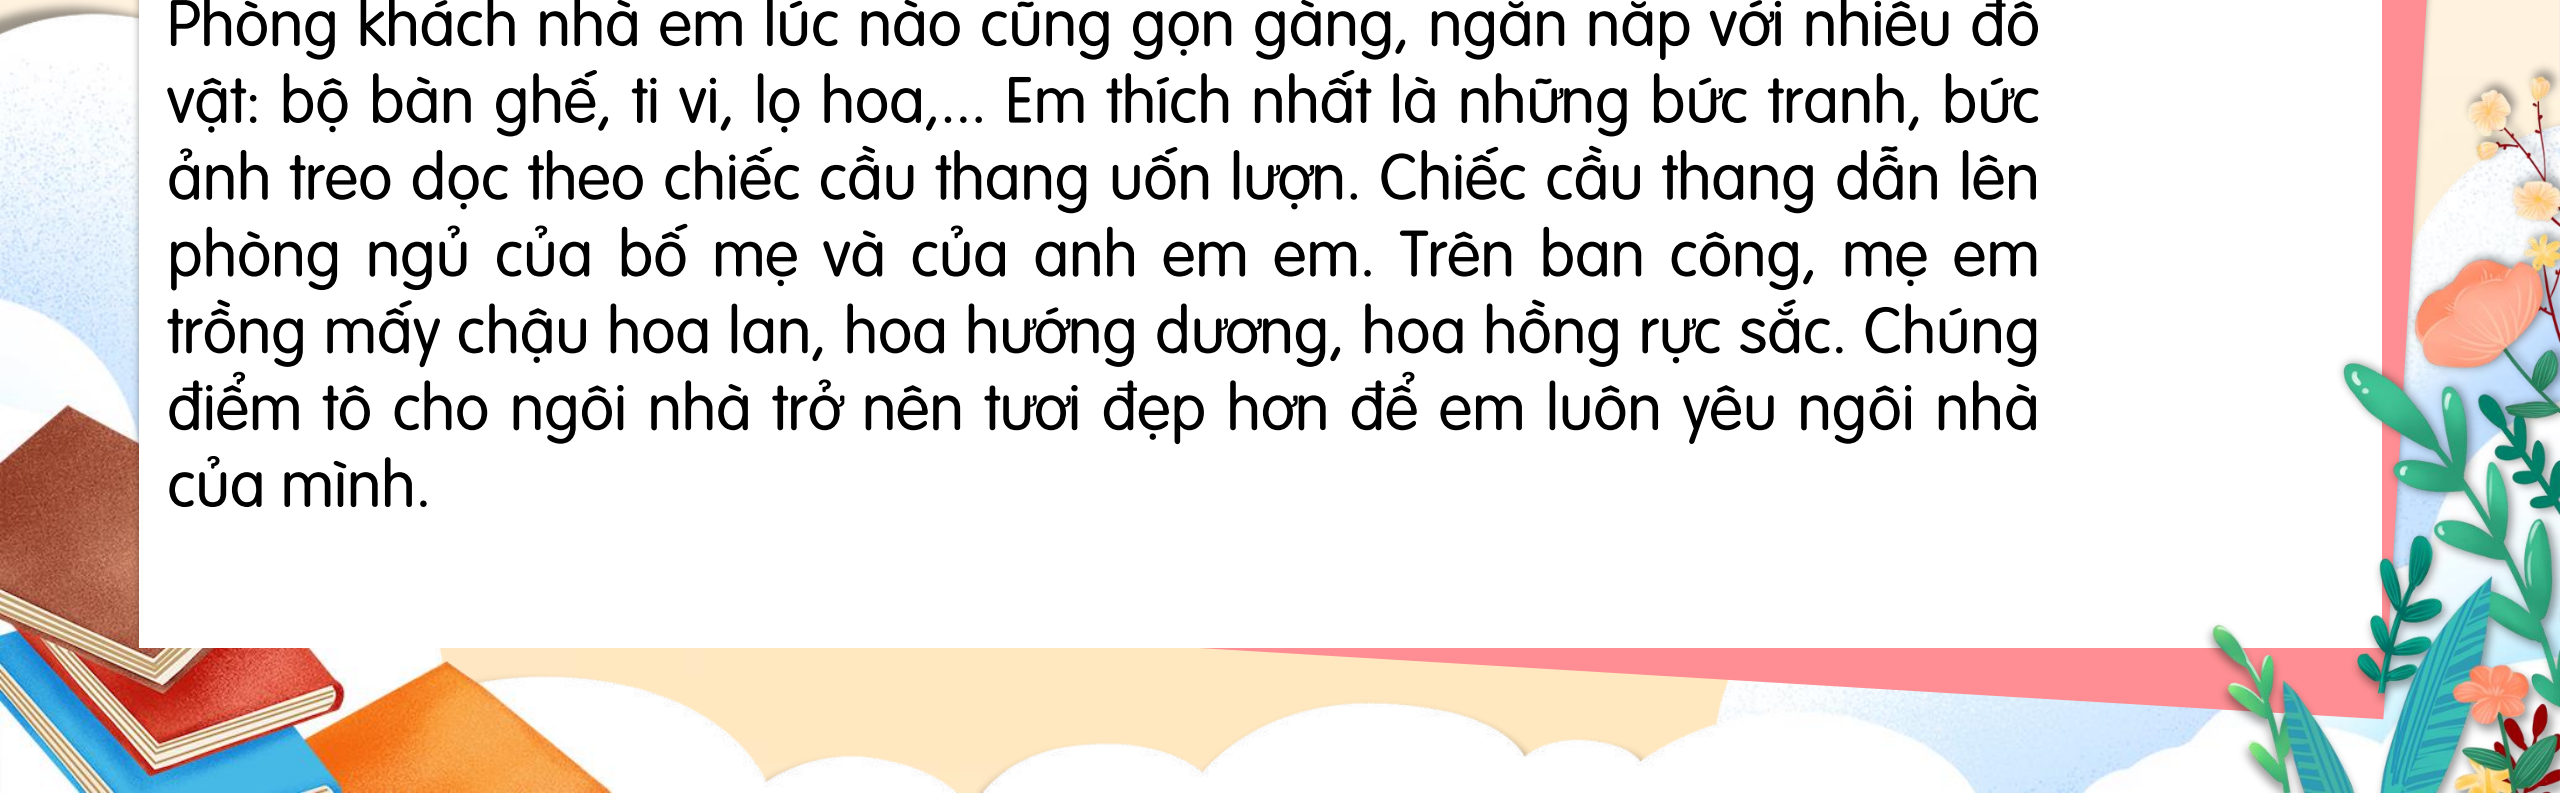 Phòng khách nhà em lúc nào cũng gọn gàng, ngăn nắp với nhiều đồ
vật: bộ bàn ghế, ti vi, lọ hoa,... Em thích nhất là những bức tranh, bức
ảnh treo dọc theo chiếc cầu thang uốn lượn. Chiếc cầu thang dẫn lên
phòng ngủ của bố mẹ và của anh em em. Trên ban công, mẹ em
trồng mấy chậu hoa lan, hoa hướng dương, hoa hồng rực sắc. Chúng
điểm tô cho ngôi nhà trở nên tươi đẹp hơn để em luôn yêu ngôi nhà
của mình.